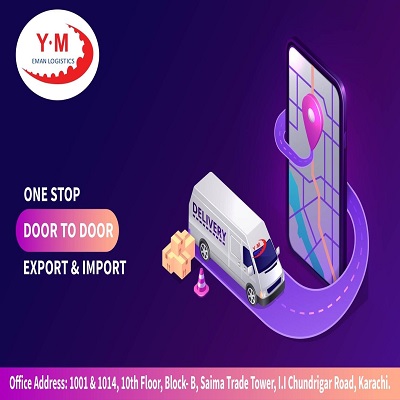 Y·M
EMAN LOGISTICS
ONE STOP
DOOR TO DOOR
EXPORT & IMPORT
DELIVERY
Office Address: 1001 & 1014, 10th Floor, Block- B, Saima Trade Tower, I.I Chundrigar Road, Karachi.